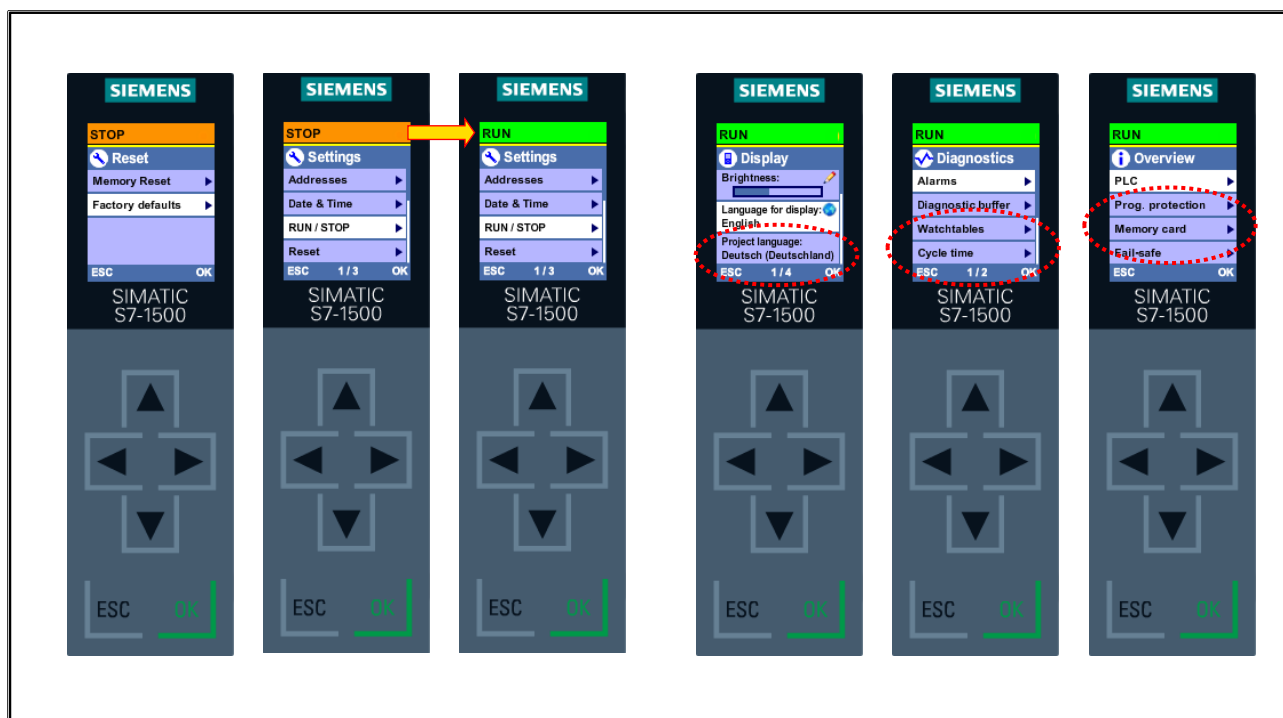 SIEMENS
STOP
Reset
Memory Reset
Factory defaults
ESC OK
SIMATIC
S7-1500
ESC OK
SIEMENS
STOP
Settings
Addresses
Date & Time
RUN / STOP
Reset
ESC 1/3 OK
SIMATIC
S7-1500
ESC OK
SIEMENS
RUN
Settings
Addresses
Date & Time
RUN / STOP
Reset
ESC 1/3 OK
SIMATIC
S7-1500
ESC OK
SIEMENS
RUN
Display
Brightness:
Language for display:
English
Project language:
Deutsch (Deutschland)
ESC 1/4 OK
SIMATIC
S7-1500
ESC OK
SIEMENS
RUN
Diagnostics
Alarms
Diagnostic buffer
Watchtables
Cycle time
ESC 1/2 OK
SIMATIC
S7-1500
ESC OK
SIEMENS
RUN
Overview
PLC
Prog. protection
Memory card
Fail-safe
ESC OK
SIMATIC
S7-1500
ESC OK